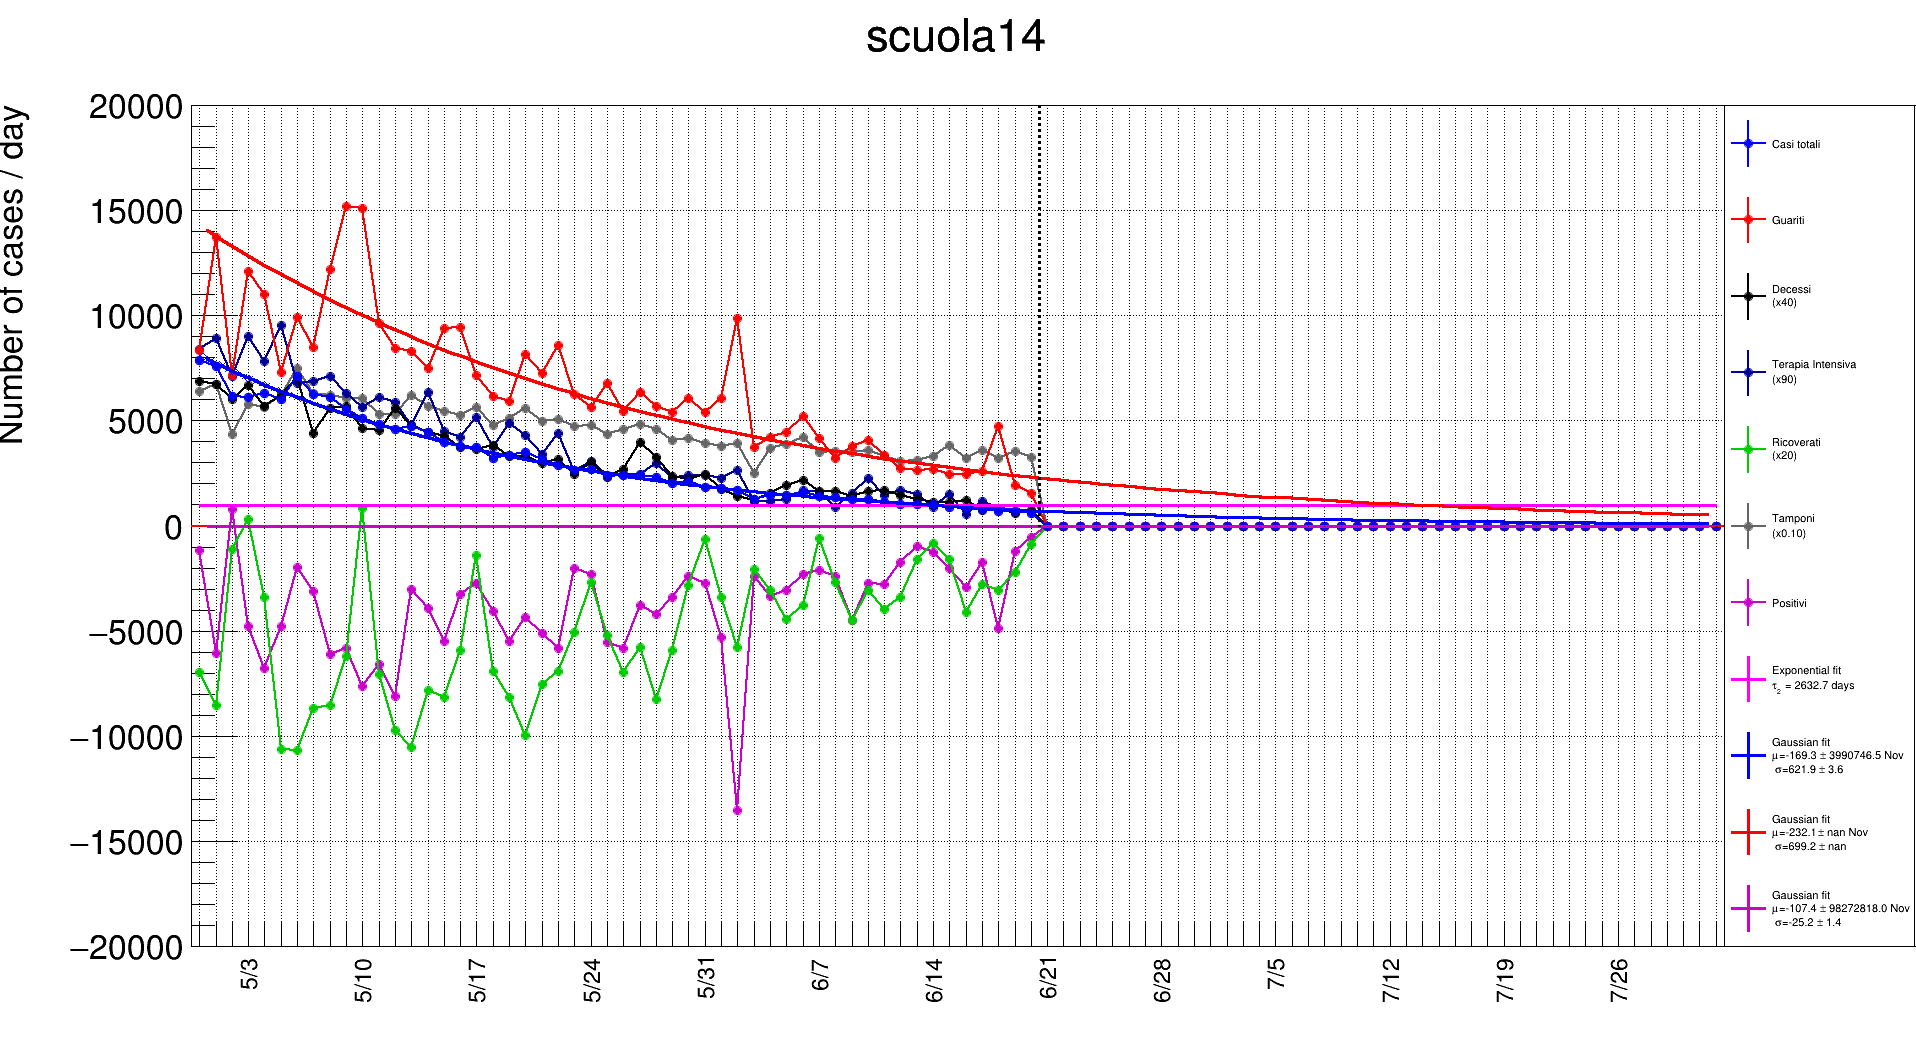 scuola14
Number of cases / day
20000
15000
10000
5000
0
−5000
−10000
−15000
−20000
5/3
5/10
5/17
5/24
5/31
6/7
6/14
6/21
6/28
7/5
7/12
7/19
7/26
Casi totali
Guariti
Decessi
(x40)
Terapia Intensiva
(x90)
Ricoverati
(x20)
Tamponi
(x0.10)
Positivi
Exponential fit
τ2 = 2632.7 days
Gaussian fit
μ=-169.3 ± 3990746.5 Nov
σ=621.9 ± 3.6
Gaussian fit
μ=-232.1 ± nan Nov
σ=699.2 ± nan
Gaussian fit
μ=-107.4 ± 98272818.0 Nov
σ=-25.2 ± 1.4